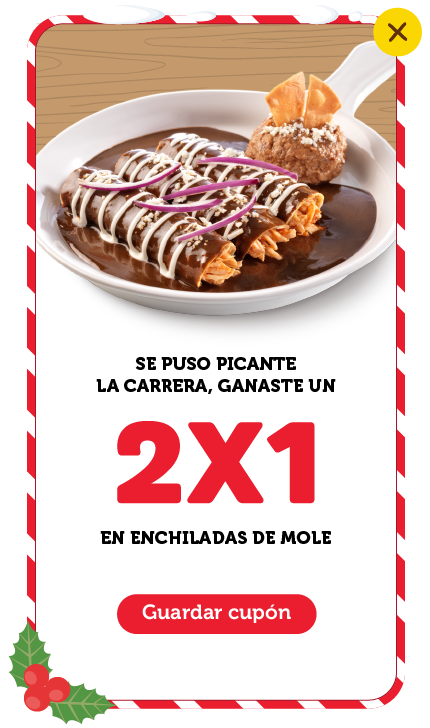 SE PUSO PICANTE
LA CARRERA, GANASTE UN
2X1
EN ENCHILADAS DE MOLE
Guardar cupón